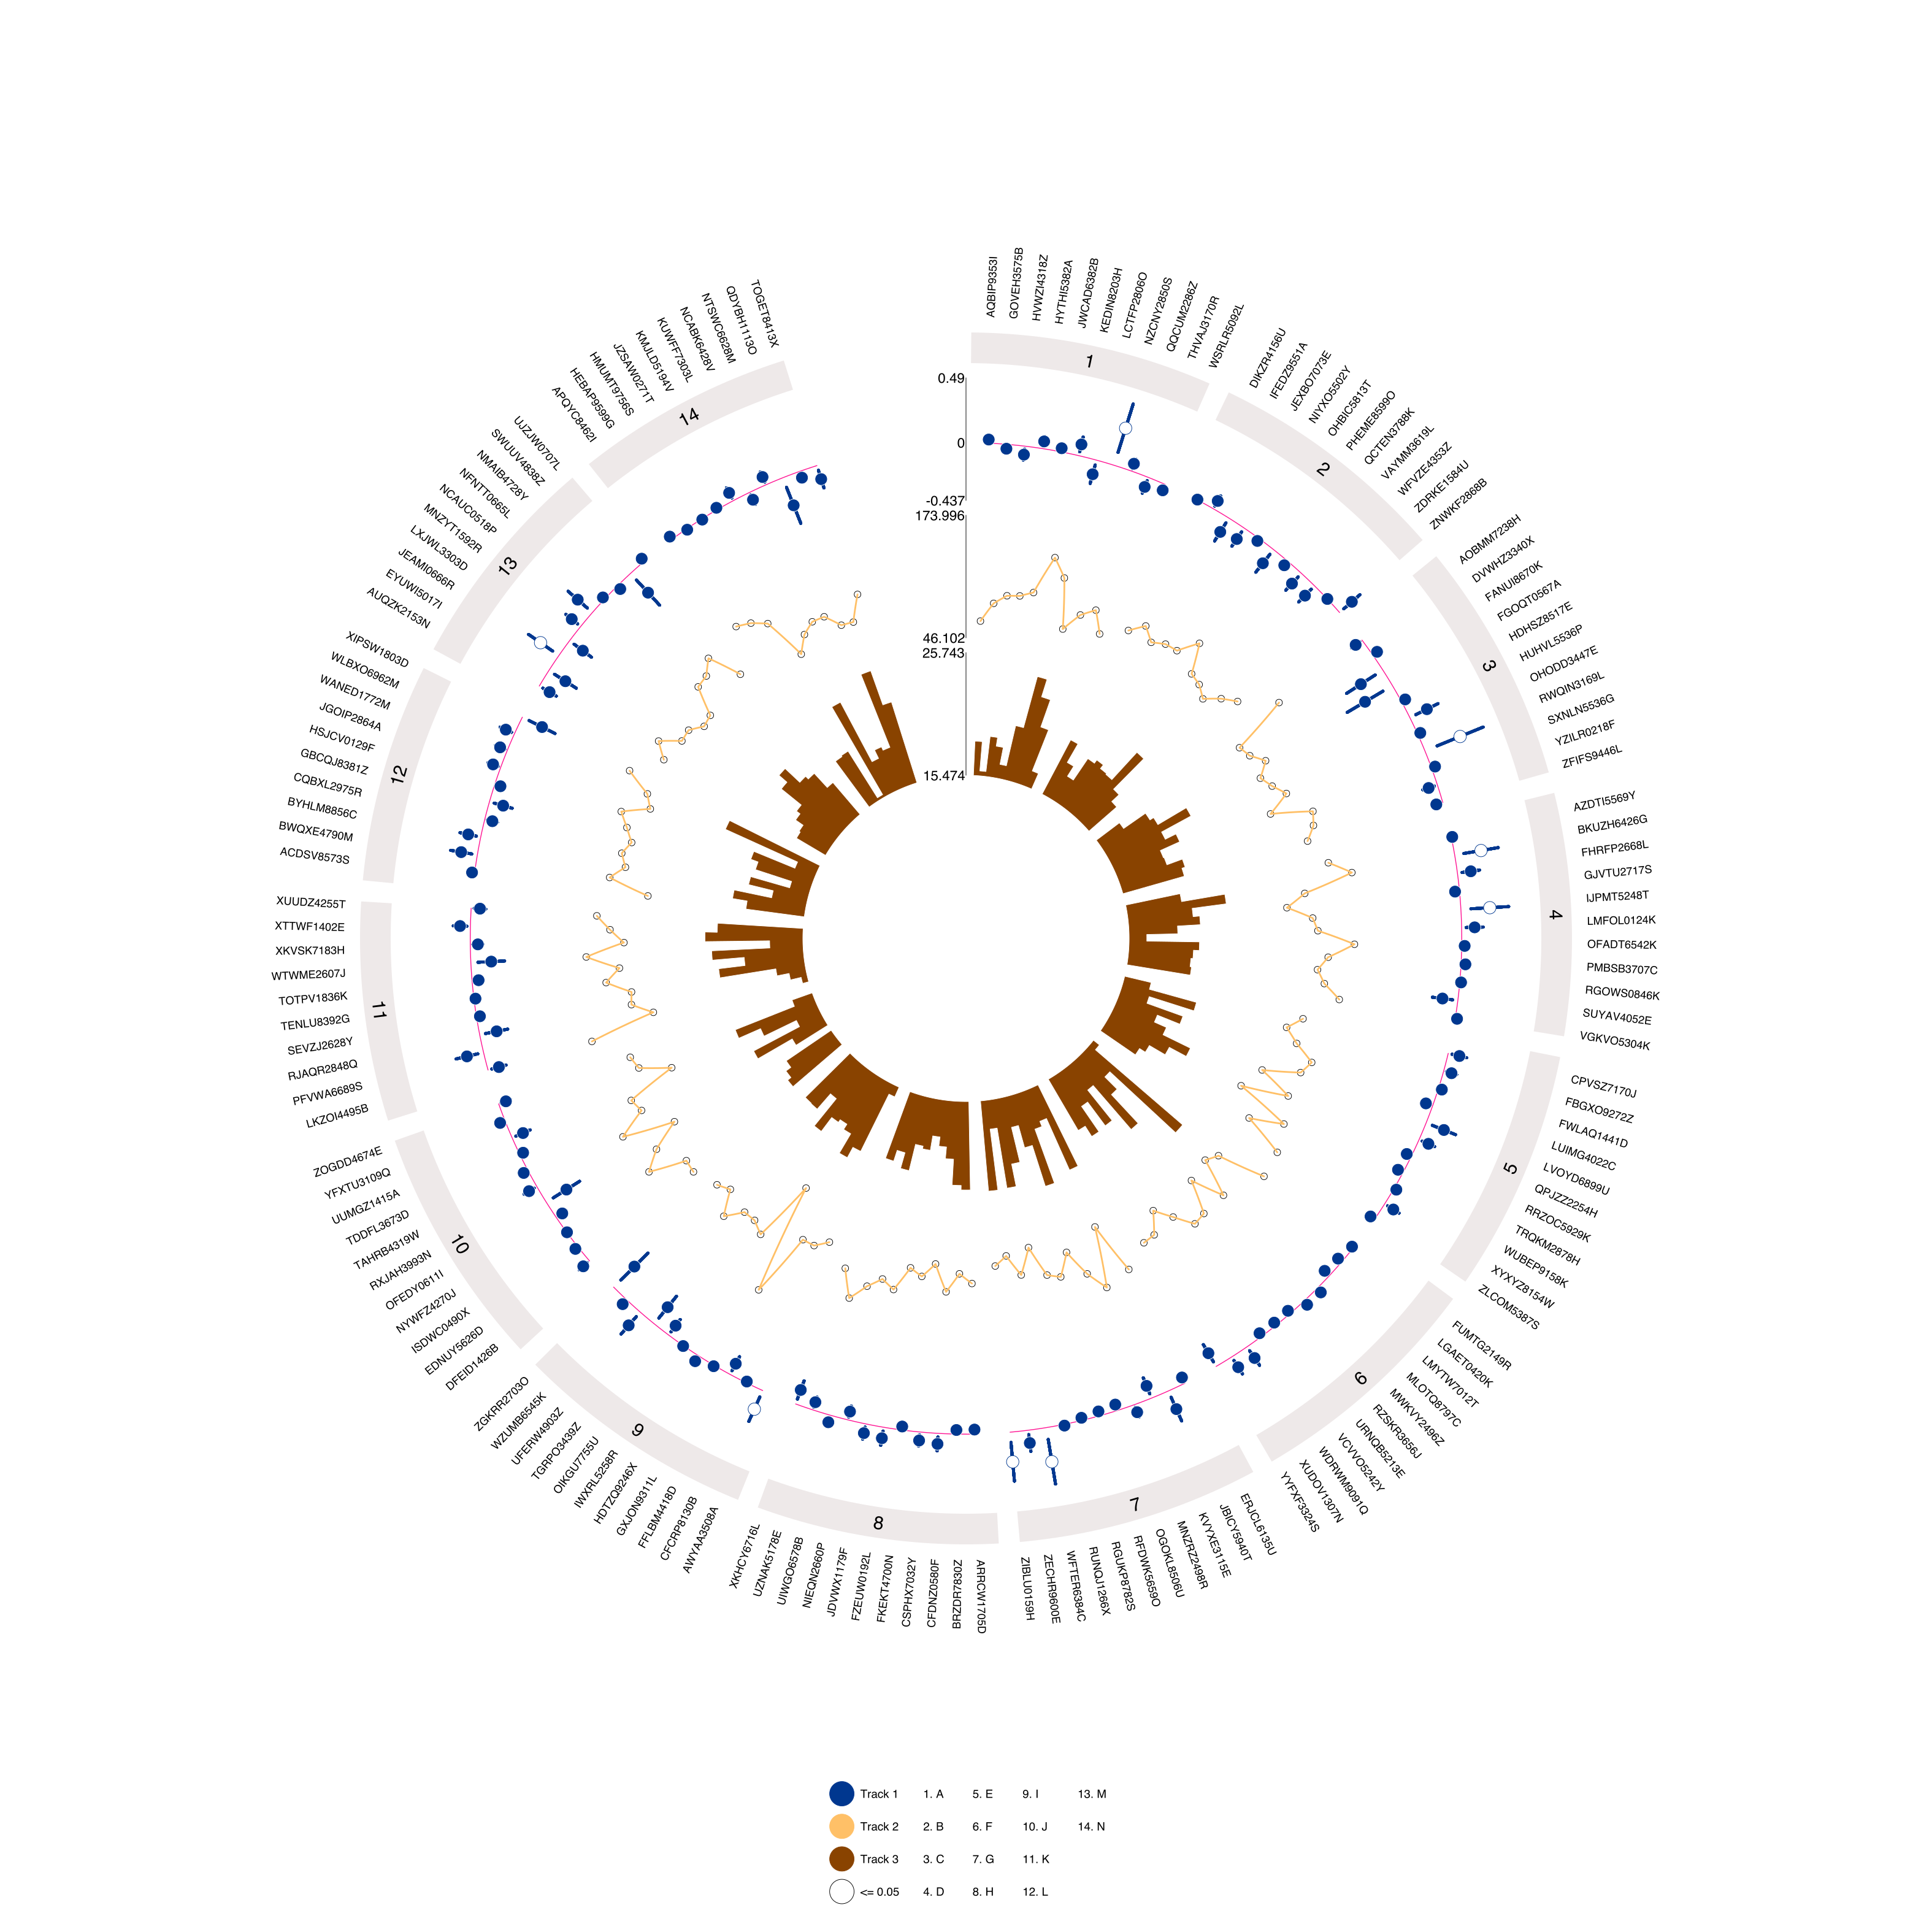 AQBIP9353I
GOVEH3575B
HVWZI4318Z
HYTHI5382A
JWCAD6382B
KEDIN8203H
LCTFP2806O
NZCNY2850S
QQCUM2286Z
THVAJ3170R
WSRLR5092L
DIKZR4156U
IFEDZ9551A
JEXBO7073E
NIYXO5502Y
OHBIC5813T
PHEME8599O
QCTEN3788K
VAYMM3619L
WFVZE4353Z
ZDRKE1584U
ZNWKF2868B
AOBMM7238H
DVWHZ3340X
FANUI8670K
FGOQT0567A
HDHSZ8517E
HUHVL5536P
OHODD3447E
RWQIN3169L
SXNLN5536G
YZILR0218F
ZFIFS9446L
AZDTI5569Y
BKUZH6426G
FHRFP2668L
GJVTU2717S
IJPMT5248T
LMFOL0124K
OFADT6542K
PMBSB3707C
RGOWS0846K
SUYAV4052E
VGKVO5304K
CPVSZ7170J
FBGXO9272Z
FWLAQ1441D
LUIMG4022C
LVOYD6899U
QPJZZ2254H
RRZOC5929K
TRQKM2878H
WUBEP9158K
XYXYZ8154W
ZLCOM5387S
FUMTG2149R
LGAET0420K
LMYTW7012T
MLOTQ8797C
MWKVY2496Z
RZSKR3656J
URNQB5213E
VCVVO5242Y
WDRWM9091Q
XUDOV1307N
YYFXF3324S
ERJCL6135U
JBICY5940T
KVYXE3115E
MNZRZ2498R
OGOKL8506U
RFDWK5659O
RGUKP8782S
RUNQJ1266X
WFTER6384C
ZECHR9600E
ZIBLU0159H
ARRCW1705D
BRZDR7830Z
CFDNZ0580F
CSPHX7032Y
FKEKT4700N
FZEUW0192L
JDVWX1179F
NIEQN2660P
UIWGO6578B
UZNAK5178E
XKHCY6716L
AWYAA3508A
CFCRP8130B
FFLBM4418D
GXJON9311L
HDTZQ9246X
IWXRL5258R
OIKGU7755U
TGRPO3439Z
UFERW4903Z
WZUMB6545K
ZGKRR2703O
DFEID1426B
EDNUY5626D
ISDWC0490X
NYWFZ4270J
OFEDY0611I
RXJAH3993N
TAHRB4319W
TDDFL3673D
UUMGZ1415A
YFXTU3109Q
ZOGDD4674E
LKZOI4495B
PFVWA6689S
RJAQR2848Q
SEVZJ2628Y
TENLU8392G
TOTPV1836K
WTWME2607J
XKVSK7183H
XTTWF1402E
XUUDZ4255T
ACDSV8573S
BWQXE4790M
BYHLM8856C
CQBXL2975R
GBCQJ8381Z
HSJCV0129F
JGOIP2864A
WANED1772M
WLBXO6962M
XIPSW1803D
AUQZK2153N
EYUWI5017I
JEAMI0666R
LXJWL3303D
MNZYT1592R
NCAUC0518P
NFNTT0665L
NMAIB4728Y
SWUUV4838Z
UJZJW0707L
APQYC8462I
HEBAP9599G
HMUMT9756S
JZSAW0271T
KMJLD5194V
KUWFF7303L
NCABK6428V
NTSWC6628M
QDYBH1113O
TOGET8413X
1
2
3
4
5
6
7
8
9
10
11
12
13
14
0.49
0
-0.437
173.996
46.102
25.743
15.474
Track 1 1. A 5. E 9. I 13. M
Track 2 2. B 6. F 10. J 14. N
Track 3 3. C 7. G 11. K
<= 0.05 4. D 8. H 12. L